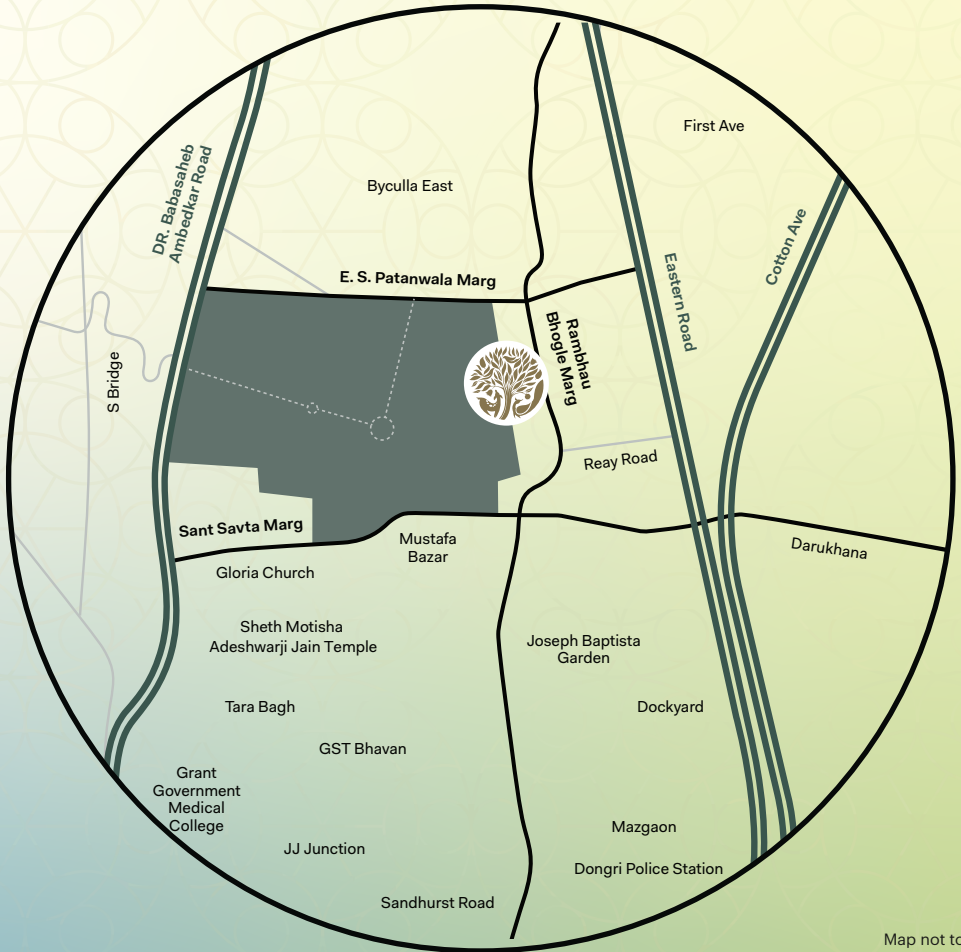 First Ave
Byculla East
DR. Babasaheb
Ambedkar Road
Cotton Ave
E. S. Patanwala Marg
Eastern Road
Rambhau
Bhogle Marg
S Bridge
Reay Road
Sant Savta Marg
Mustafa
Bazar
Darukhana
Gloria Church
Sheth Motisha
Adeshwarji Jain Temple
Joseph Baptista
Garden
Tara Bagh
Dockyard
GST Bhavan
Grant
Government
Medical
College
Mazgaon
JJ Junction
Dongri Police Station
Sandhurst Road
Map not to